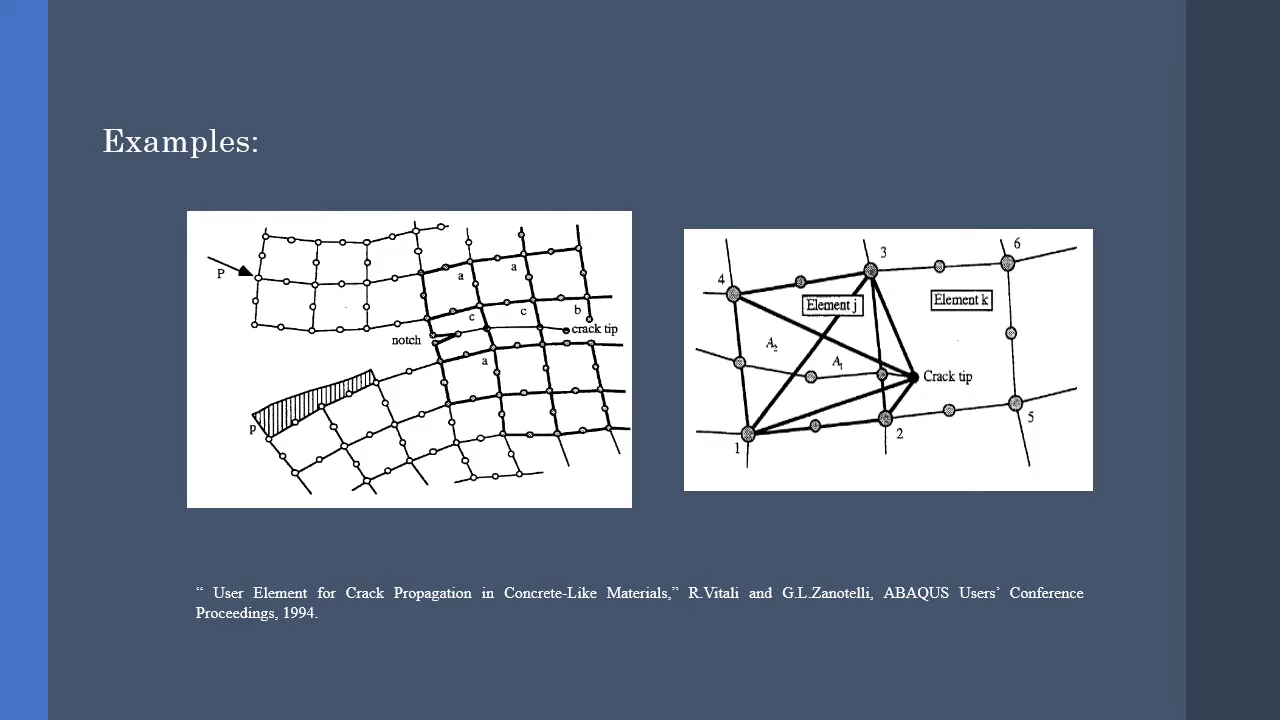 Examples:
P
a
a
c
c
b
crack tip
notch
a
p
6
3
4
Element j
Element k
A2
A1
Crack tip
1
2
5
“ User Element for Crack Propagation in Concrete-Like Materials,” R.Vitali and G.L.Zanotelli, ABAQUS Users’ Conference
Proceedings, 1994.